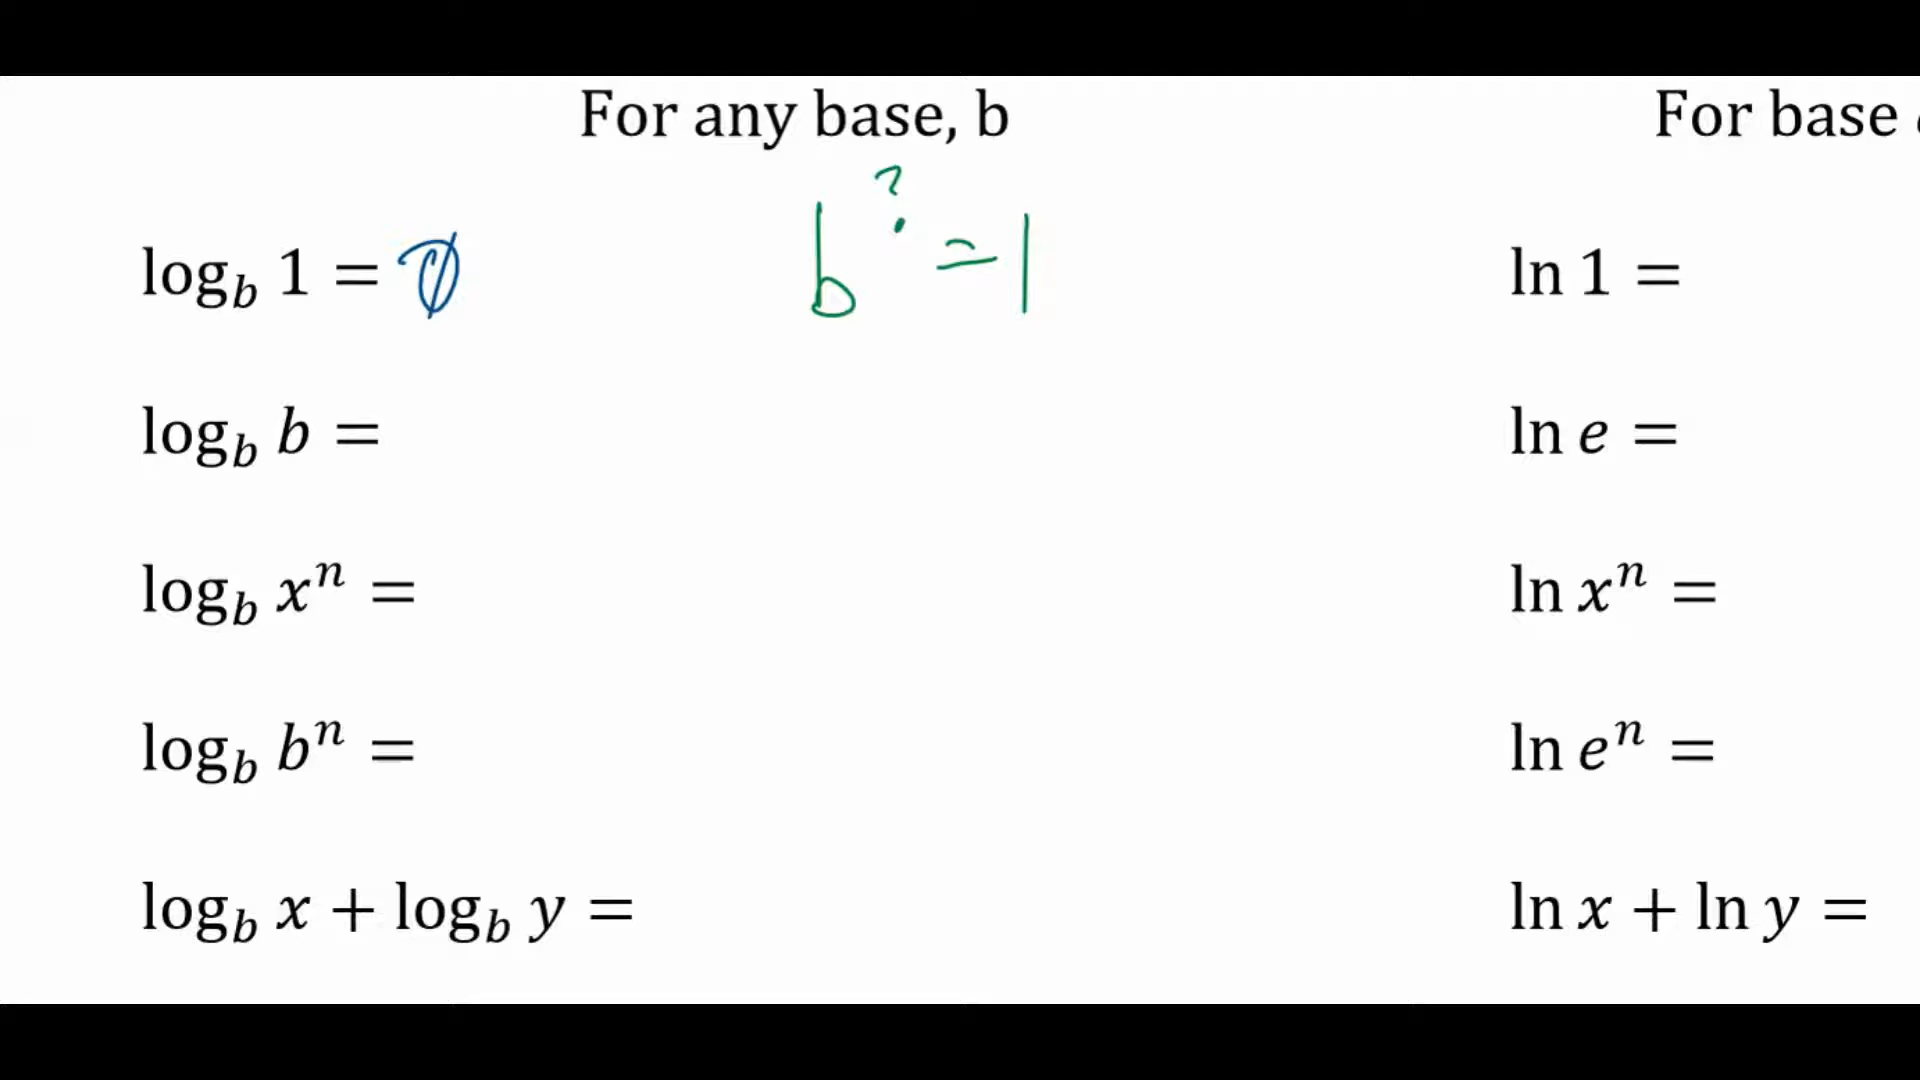 For any base, b For base
log_b 1 = 0 b^? = 1 ln 1 =
log_b b = ln e =
log_b x^n = ln x^n =
log_b b^n = ln e^n =
log_b x + log_b y = ln x + ln y =